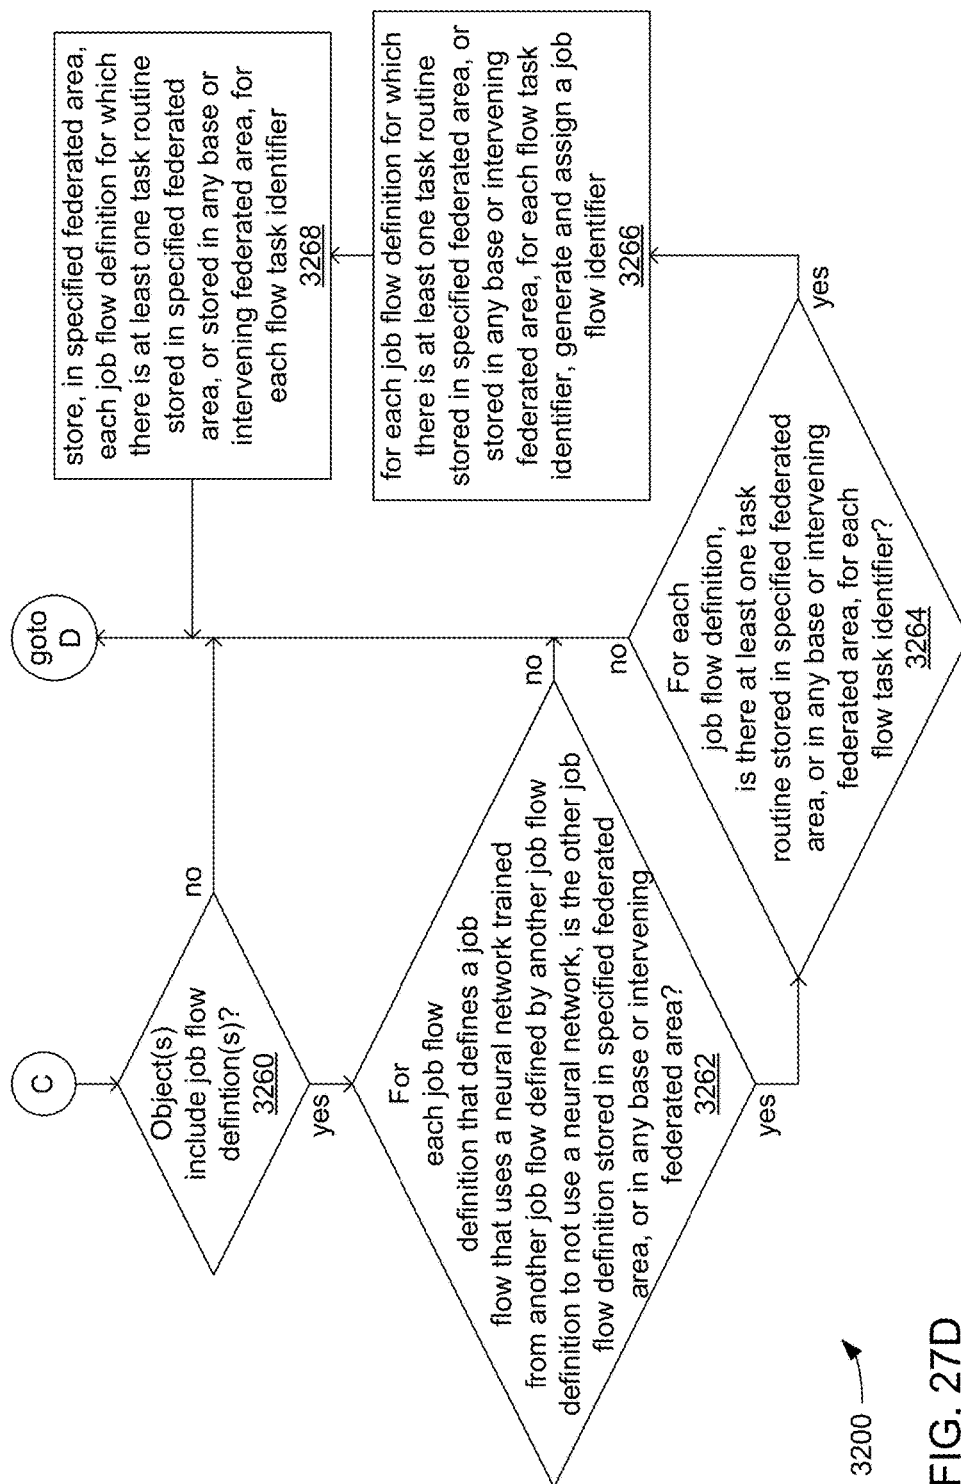 C
Object(s)
include job flow
defintion(s)?
3260
no
yes
For
each job flow
definition that defines a job
flow that uses a neural network trained
from another job flow defined by another job flow
definition to not use a neural network, is the other job
flow definition stored in specified federated
area, or in any base or intervening
federated area?
3262
no
yes
For each
job flow definition,
is there at least one task
routine stored in specified federated
area, or in any base or intervening
federated area, for each
flow task identifier?
3264
no
yes
for each job flow definition for which
there is at least one task routine
stored in specified federated area, or
stored in any base or intervening
federated area, for each flow task
identifier, generate and assign a job
flow identifier
3266
store, in specified federated area,
each job flow definition for which
there is at least one task routine
stored in specified federated
area, or stored in any base or
intervening federated area, for
each flow task identifier
3268
goto
D
3200
FIG. 27D